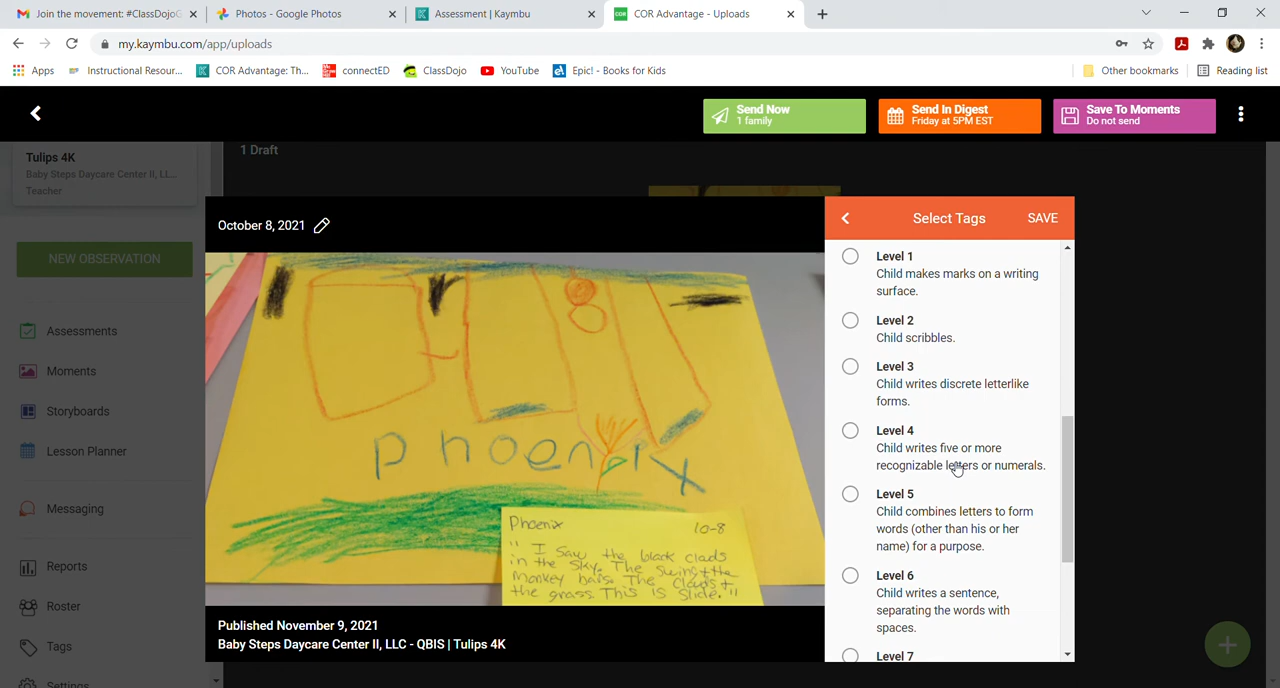 Join the movement: #ClassDojoG
Photos - Google Photos
Assessment | Kaymbu
COR
COR Advantage - Uploads
my.kaymbu.com/app/uploads
Apps
Instructional Resour...
COR Advantage: Th...
connectED
ClassDojo
YouTube
Epic! - Books for Kids
Other bookmarks
Reading list
Send Now
1 family
Send In Digest
Friday at 5PM EST
Save To Moments
Do not send
Tulips 4K
Baby Steps Daycare Center II, LL...
Teacher
1 Draft
NEW OBSERVATION
Assessments
Moments
Storyboards
Lesson Planner
Messaging
Reports
Roster
Tags
Settings
October 8, 2021
phoenix
Phoenix 10-8
" I Saw the black clads
in the sky. The Swing + the
monkey bars. The clads +
the grass. This is slide."
Published November 9, 2021
Baby Steps Daycare Center II, LLC - QBIS | Tulips 4K
Select Tags
SAVE
Level 1
Child makes marks on a writing
surface.
Level 2
Child scribbles.
Level 3
Child writes discrete letterlike
forms.
Level 4
Child writes five or more
recognizable letters or numerals.
Level 5
Child combines letters to form
words (other than his or her
name) for a purpose.
Level 6
Child writes a sentence,
separating the words with
spaces.
Level 7